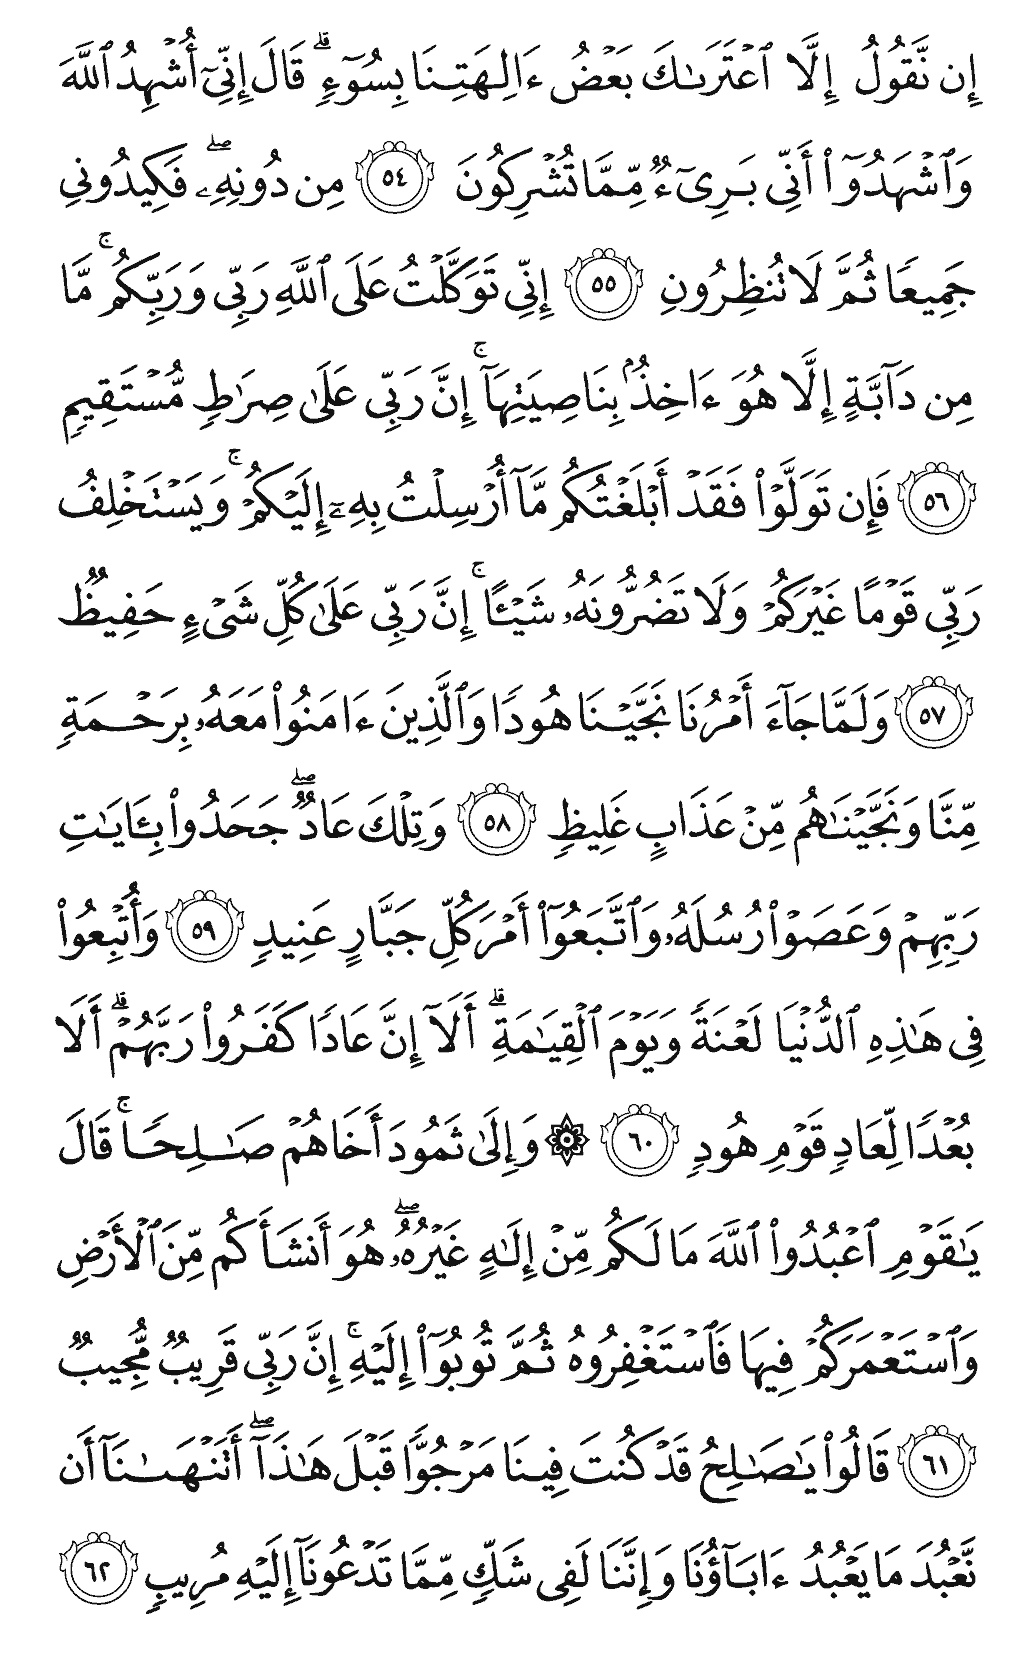 إِن نَّقُولُ إِلَّا ٱعۡتَرَىٰكَ بَعۡضُ ءَالِهَتِنَا بِسُوٓءٖۗ قَالَ إِنِّيٓ أُشۡهِدُ ٱللَّهَ
وَٱشۡهَدُوٓاْ أَنِّي بَرِيٓءٞ مِّمَّا تُشۡرِكُونَ ٥٤ مِن دُونِهِۦۖ فَكِيدُونِي
جَمِيعٗا ثُمَّ لَا تُنظِرُونِ ٥٥ إِنِّي تَوَكَّلۡتُ عَلَى ٱللَّهِ رَبِّي وَرَبِّكُمۚ مَّا
مِن دَآبَّةٍ إِلَّا هُوَ ءَاخِذُۢ بِنَاصِيَتِهَآۚ إِنَّ رَبِّي عَلَىٰ صِرَٰطٖ مُّسۡتَقِيمٖ
٥٦ فَإِن تَوَلَّوۡاْ فَقَدۡ أَبۡلَغۡتُكُم مَّآ أُرۡسِلۡتُ بِهِۦٓ إِلَيۡكُمۡۚ وَيَسۡتَخۡلِفُ
رَبِّي قَوۡمًا غَيۡرَكُمۡ وَلَا تَضُرُّونَهُۥ شَيۡـًٔاۚ إِنَّ رَبِّي عَلَىٰ كُلِّ شَيۡءٍ حَفِيظٞ
٥٧ وَلَمَّا جَآءَ أَمۡرُنَا نَجَّيۡنَا هُودٗا وَٱلَّذِينَ ءَامَنُواْ مَعَهُۥ بِرَحۡمَةٖ
مِّنَّا وَنَجَّيۡنَٰهُم مِّنۡ عَذَابٍ غَلِيظٖ ٥٨ وَتِلۡكَ عَادٞۖ جَحَدُواْ بِـَٔايَٰتِ
رَبِّهِمۡ وَعَصَوۡاْ رُسُلَهُۥ وَٱتَّبَعُوٓاْ أَمۡرَ كُلِّ جَبَّارٍ عَنِيدٖ ٥٩ وَأُتۡبِعُواْ
فِي هَٰذِهِ ٱلدُّنۡيَا لَعۡنَةٗ وَيَوۡمَ ٱلۡقِيَٰمَةِۗ أَلَآ إِنَّ عَادٗا كَفَرُواْ رَبَّهُمۡۗ أَلَا
بُعۡدٗا لِّعَادٖ قَوۡمِ هُودٖ ٦٠ ۞ وَإِلَىٰ ثَمُودَ أَخَاهُمۡ صَٰلِحٗاۚ قَالَ
يَٰقَوۡمِ ٱعۡبُدُواْ ٱللَّهَ مَا لَكُم مِّنۡ إِلَٰهٍ غَيۡرُهُۥۖ هُوَ أَنشَأَكُم مِّنَ ٱلۡأَرۡضِ
وَٱسۡتَعۡمَرَكُمۡ فِيهَا فَٱسۡتَغۡفِرُوهُ ثُمَّ تُوبُوٓاْ إِلَيۡهِۚ إِنَّ رَبِّي قَرِيبٞ مُّجِيبٞ
٦١ قَالُواْ يَٰصَٰلِحُ قَدۡ كُنتَ فِينَا مَرۡجُوّٗا قَبۡلَ هَٰذَآۖ أَتَنۡهَىٰنَآ أَن
نَّعۡبُدَ مَا يَعۡبُدُ ءَابَآؤُنَا وَإِنَّنَا لَفِي شَكّٖ مِّمَّا تَدۡعُونَآ إِلَيۡهِ مُرِيبٖ ٦٢